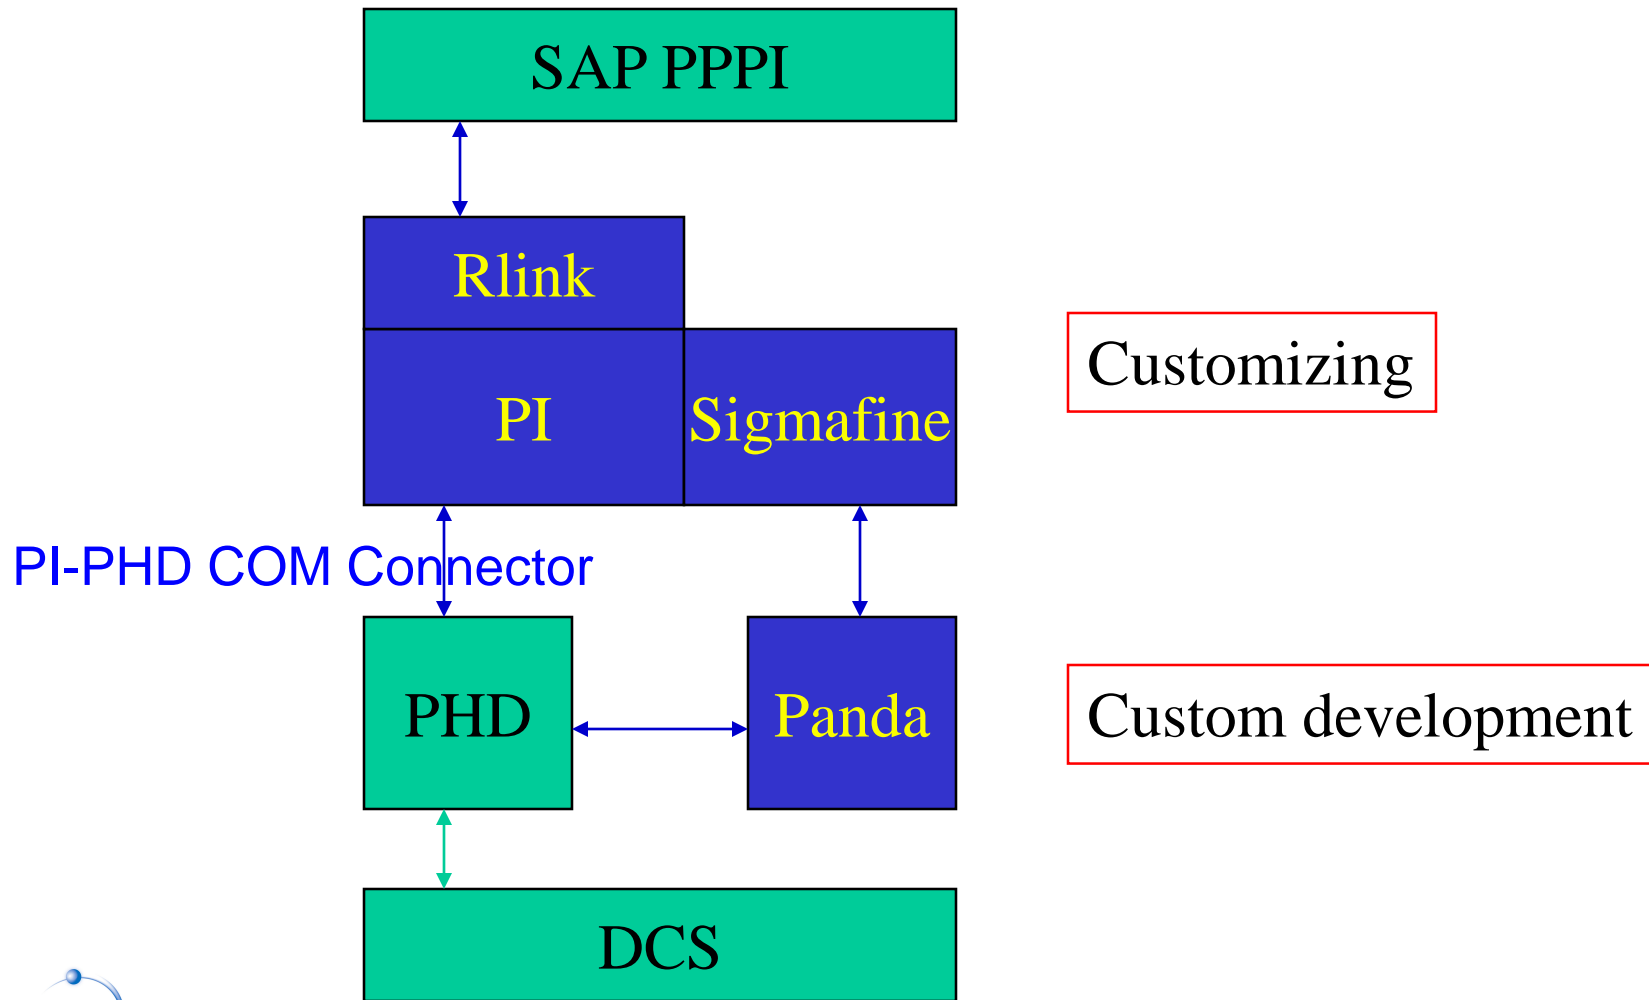 SAP PPPI
Rlink
Customizing
PI
Sigmafine
PI-PHD COM Connector
PHD
Panda
Custom development
DCS